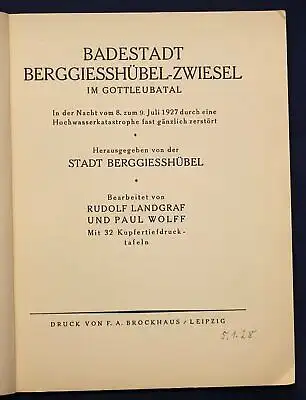 BADESTADT
BERGGIESSHÜBEL-ZWIESEL
IM GOTTLEUBATAL
In der Nacht vom 8. zum 9. Juli 1927 durch eine
Hochwasserkatastrophe fast gänzlich zerstört
*
Herausgegeben von der
STADT BERGGIESSHÜBEL
*
Bearbeitet von
RUDOLF LANDGRAF
UND PAUL WOLFF
Mit 32 Kupfertiefdruck-
tafeln
DRUCK VON F. A. BROCKHAUS / LEIPZIG
5.1.28